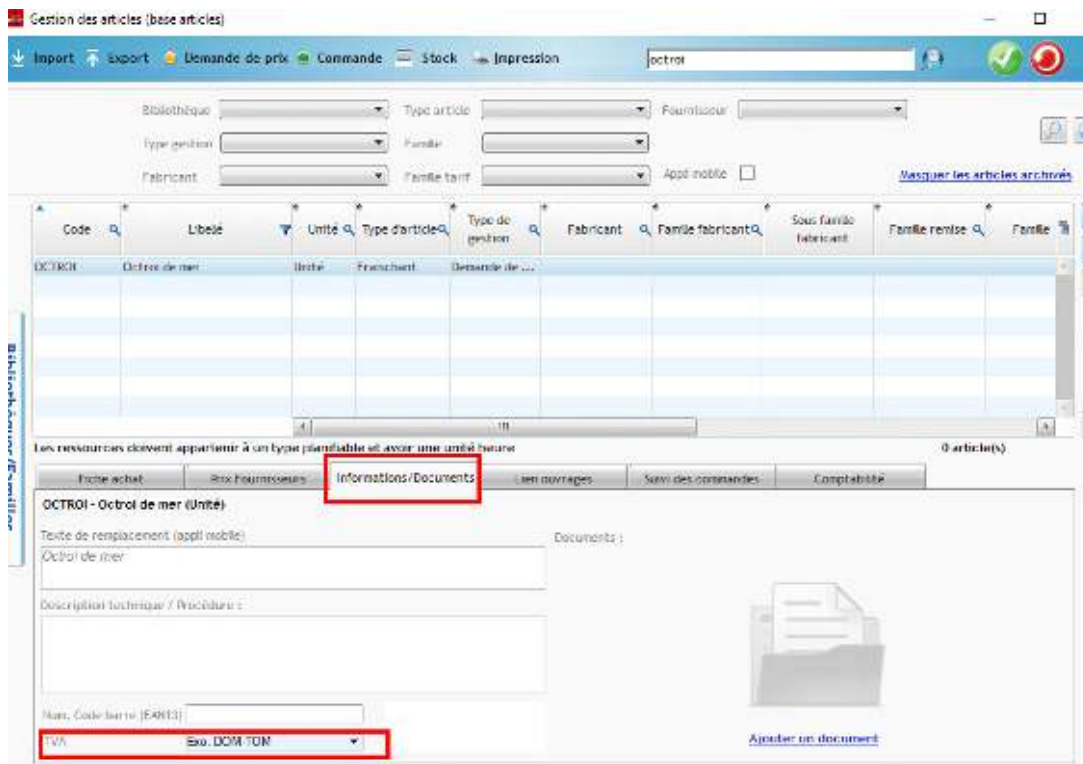 Gestion des articles (base articles)
Import Export Demande de prix Commande Stock Impression octroi
Bibliothèque Type article Fournisseur
Type gestion Famille
Fabricant Famille tarif Appli mobile Masquer les articles archivés
Code Libelé Unité Type d'article Type de gestion Fabricant Famille fabricant Sous famille fabricant Famille remise Famille
OCTROI Octroi de mer Unité Demande de ...
Les ressources doivent appartenir à un type planifiable et avoir une unité heure 0 article(s)
Fiche achat Prix Fournisseurs Informations/Documents Lien ouvrages Suivi des commandes Comptabilité
OCTROI - Octroi de mer (Unité)
Texte de remplacement (appli mobile) Documents :
Octroi de mer
Description technique / Procédure :
Num. Code barre (EAN13)
TVA Exo. DOM-TOM Ajouter un document